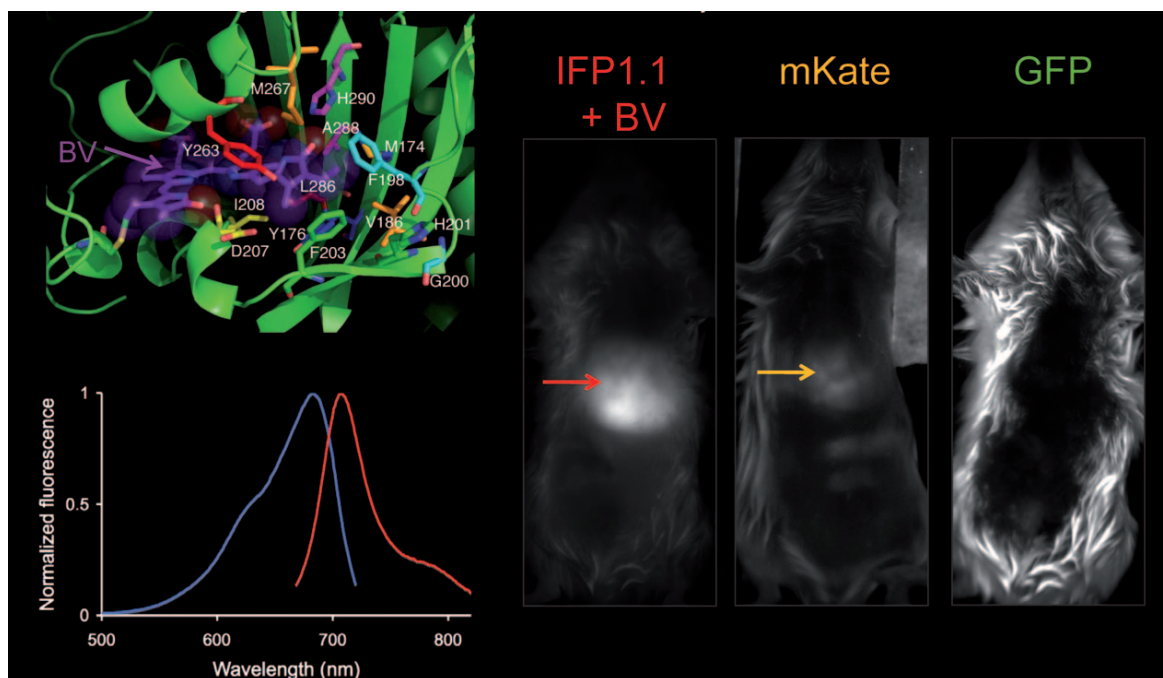 M267
H290
BV
Y263
A288
M174
F198
L286
I208
Y176
V186
H201
D207
F203
G200
IFP1.1
+ BV
mKate
GFP
1
0.5
0
Normalized fluorescence
500
600
700
800
Wavelength (nm)